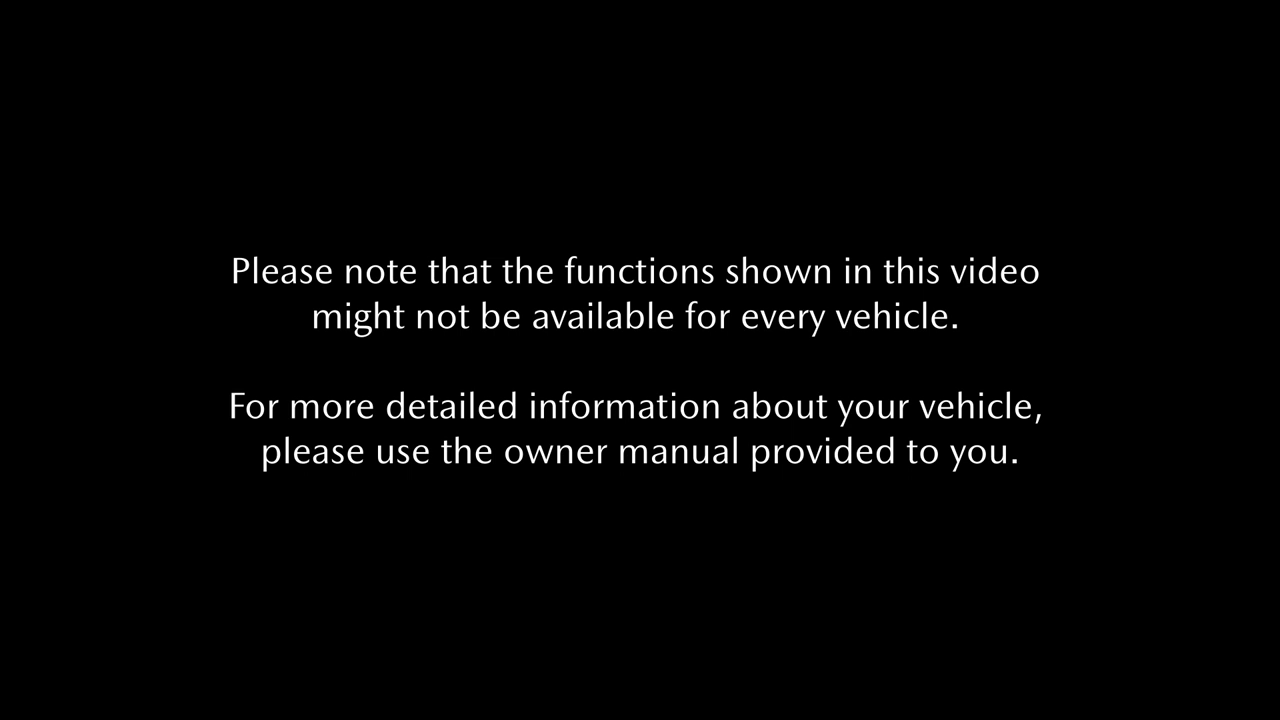 Please note that the functions shown in this video
might not be available for every vehicle.
For more detailed information about your vehicle,
please use the owner manual provided to you.